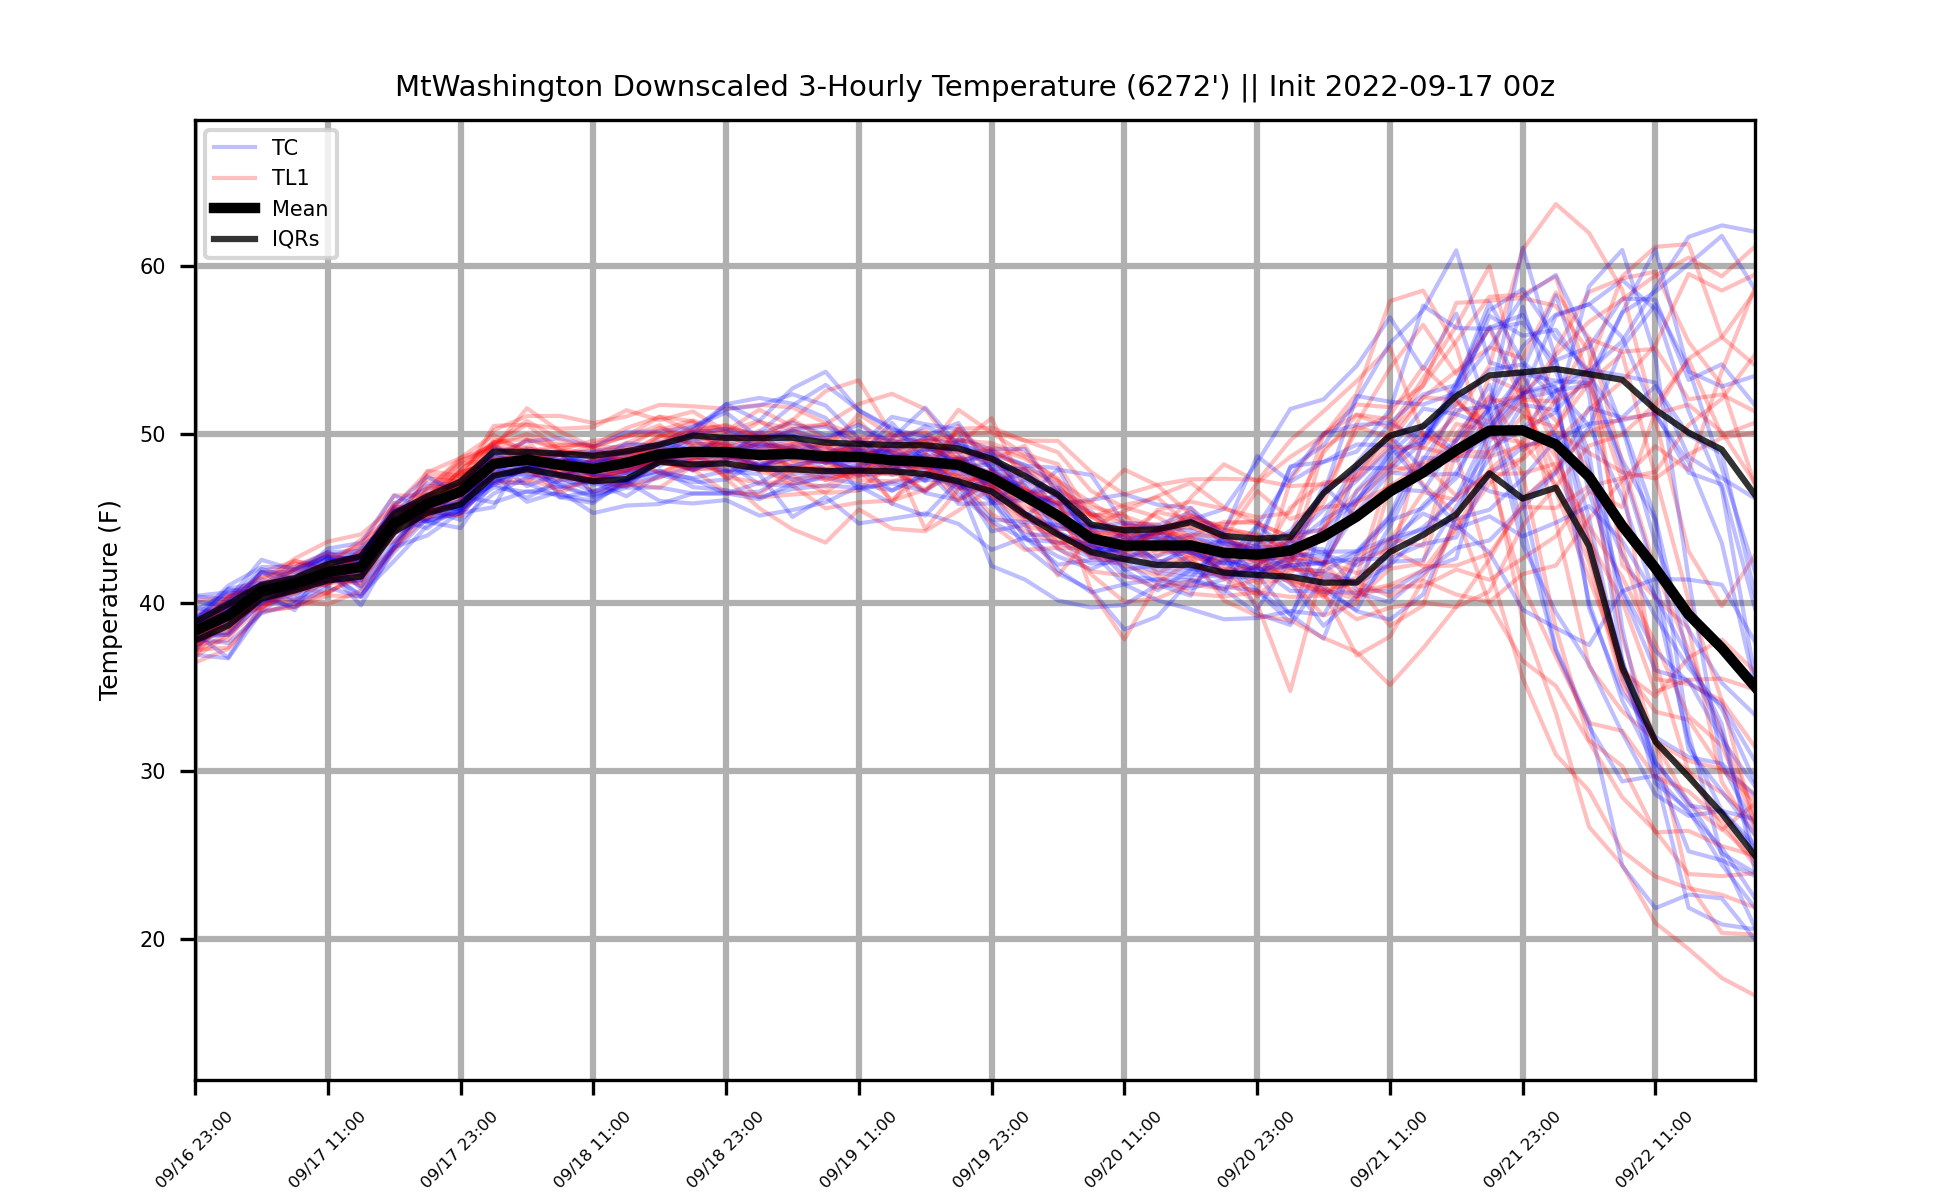 MtWashington Downscaled 3-Hourly Temperature (6272') || Init 2022-09-17 00z
TC
TL1
Mean
IQRs
Temperature (F)
60
50
40
30
20
09/16 23:00
09/17 11:00
09/17 23:00
09/18 11:00
09/18 23:00
09/19 11:00
09/19 23:00
09/20 11:00
09/20 23:00
09/21 11:00
09/21 23:00
09/22 11:00